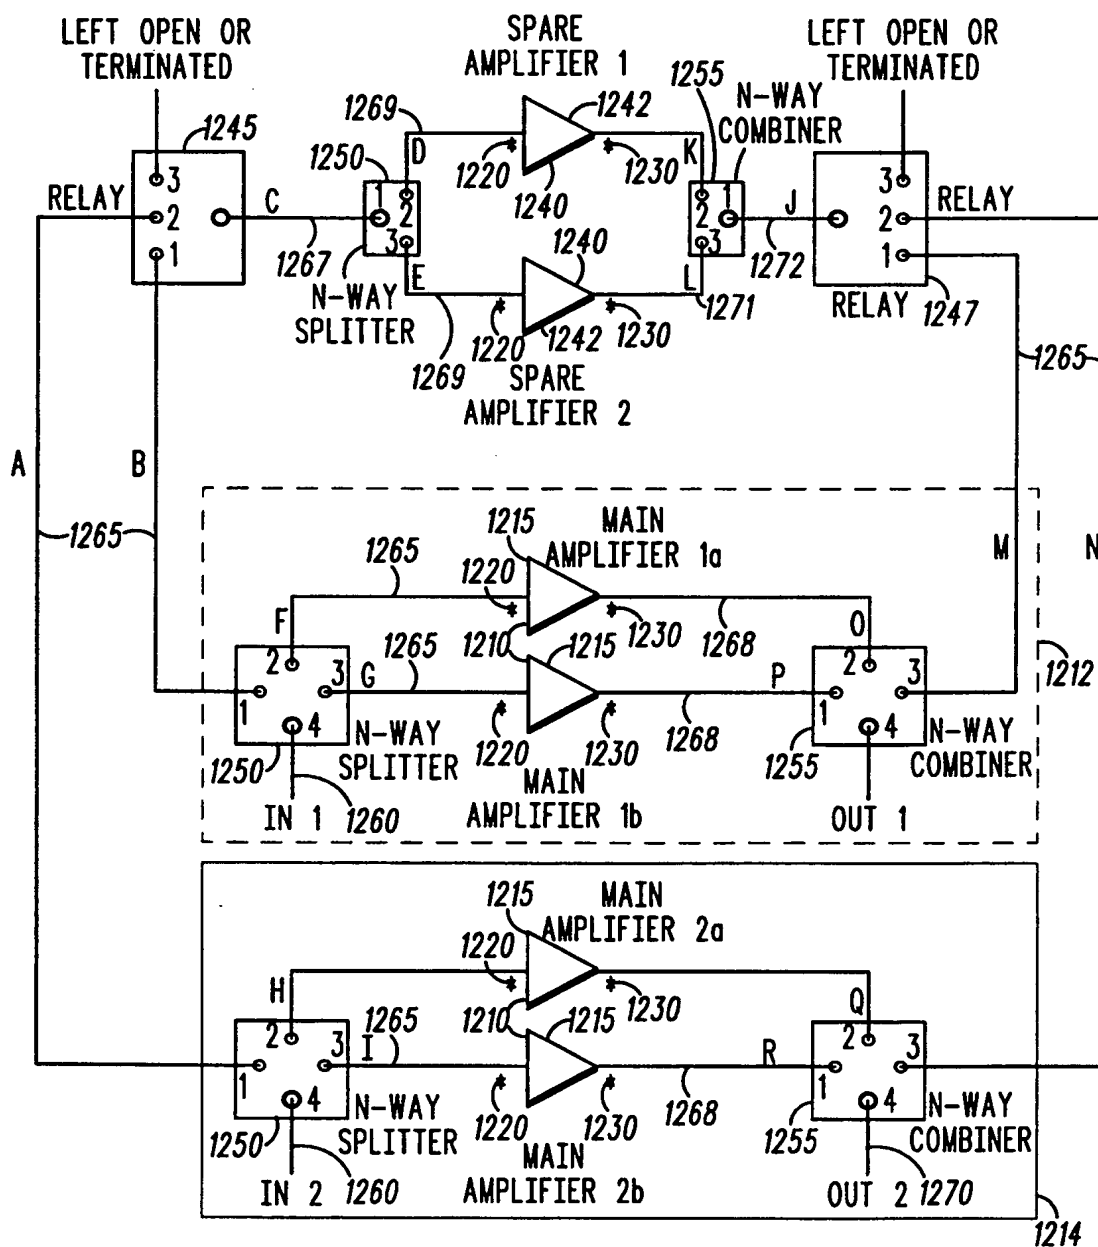 LEFT OPEN OR
TERMINATED
SPARE
AMPLIFIER 1
LEFT OPEN OR
TERMINATED
1245
1269
1242
1255
N-WAY
COMBINER
D
*
1220
*
1230
K
1250
1240
3
RELAY
2
C
1
2
3
1
2
3
J
3
2
RELAY
1
1
1267
E
1240
L
1272
RELAY
1247
N-WAY
SPLITTER
*
1220
1242
*
1230
1271
1269
SPARE
AMPLIFIER 2
1265
A
B
1265
1215
MAIN
AMPLIFIER 1a
M
N
1265
1220
*
*
1230
F
1210
1215
1268
O
1265
1212
2
3
G
P
2
3
1
*
*
1
4
1220
1230
1268
4
1250
N-WAY
SPLITTER
1255
N-WAY
COMBINER
IN 1
1260
MAIN
AMPLIFIER 1b
OUT 1
1215
MAIN
AMPLIFIER 2a
1220
*
*
1230
H
1210
1215
Q
1265
2
3
I
R
2
3
1
*
*
1
4
1220
1230
1268
4
1250
N-WAY
SPLITTER
1255
N-WAY
COMBINER
IN 2
1260
MAIN
AMPLIFIER 2b
OUT 2
1270
1214